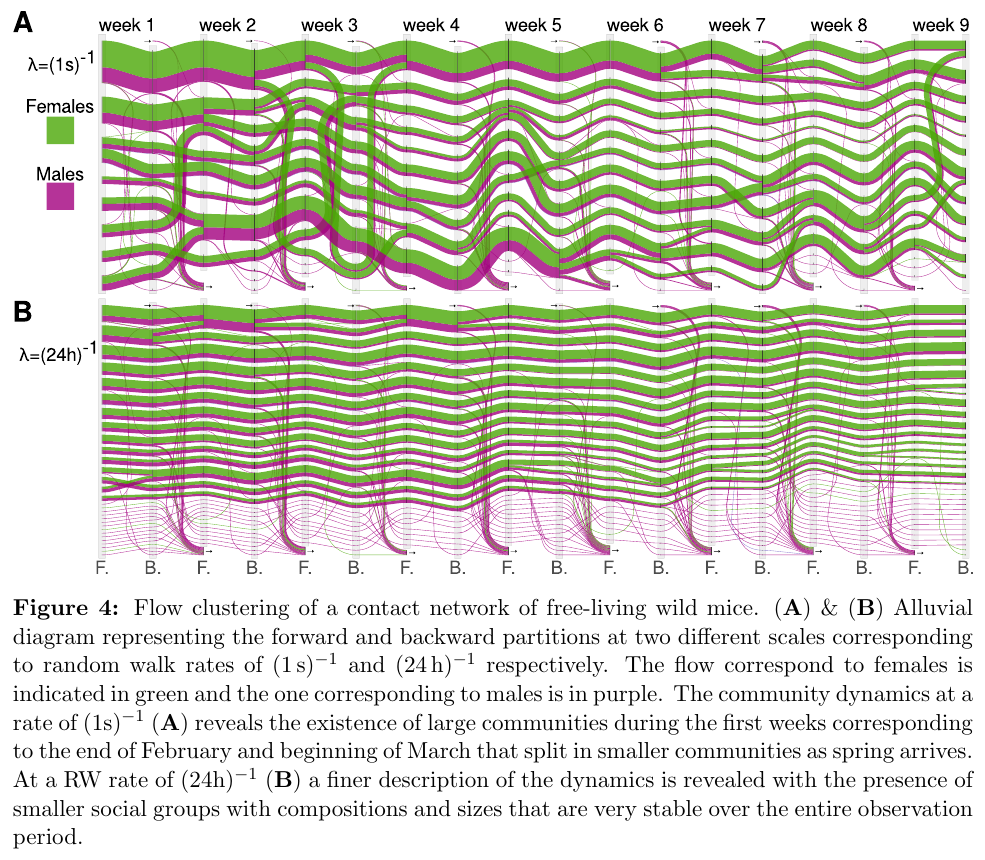 A
week 1 week 2 week 3 week 4 week 5 week 6 week 7 week 8 week 9
λ=(1s)⁻¹
Females
Males
B
λ=(24h)⁻¹
F. B. F. B. F. B. F. B. F. B. F. B. F. B. F. B. F. B.
Figure 4: Flow clustering of a contact network of free-living wild mice. (A) & (B) Alluvial
diagram representing the forward and backward partitions at two different scales corresponding
to random walk rates of (1 s)⁻¹ and (24 h)⁻¹ respectively. The flow correspond to females is
indicated in green and the one corresponding to males is in purple. The community dynamics at a
rate of (1s)⁻¹ (A) reveals the existence of large communities during the first weeks corresponding
to the end of February and beginning of March that split in smaller communities as spring arrives.
At a RW rate of (24h)⁻¹ (B) a finer description of the dynamics is revealed with the presence of
smaller social groups with compositions and sizes that are very stable over the entire observation
period.